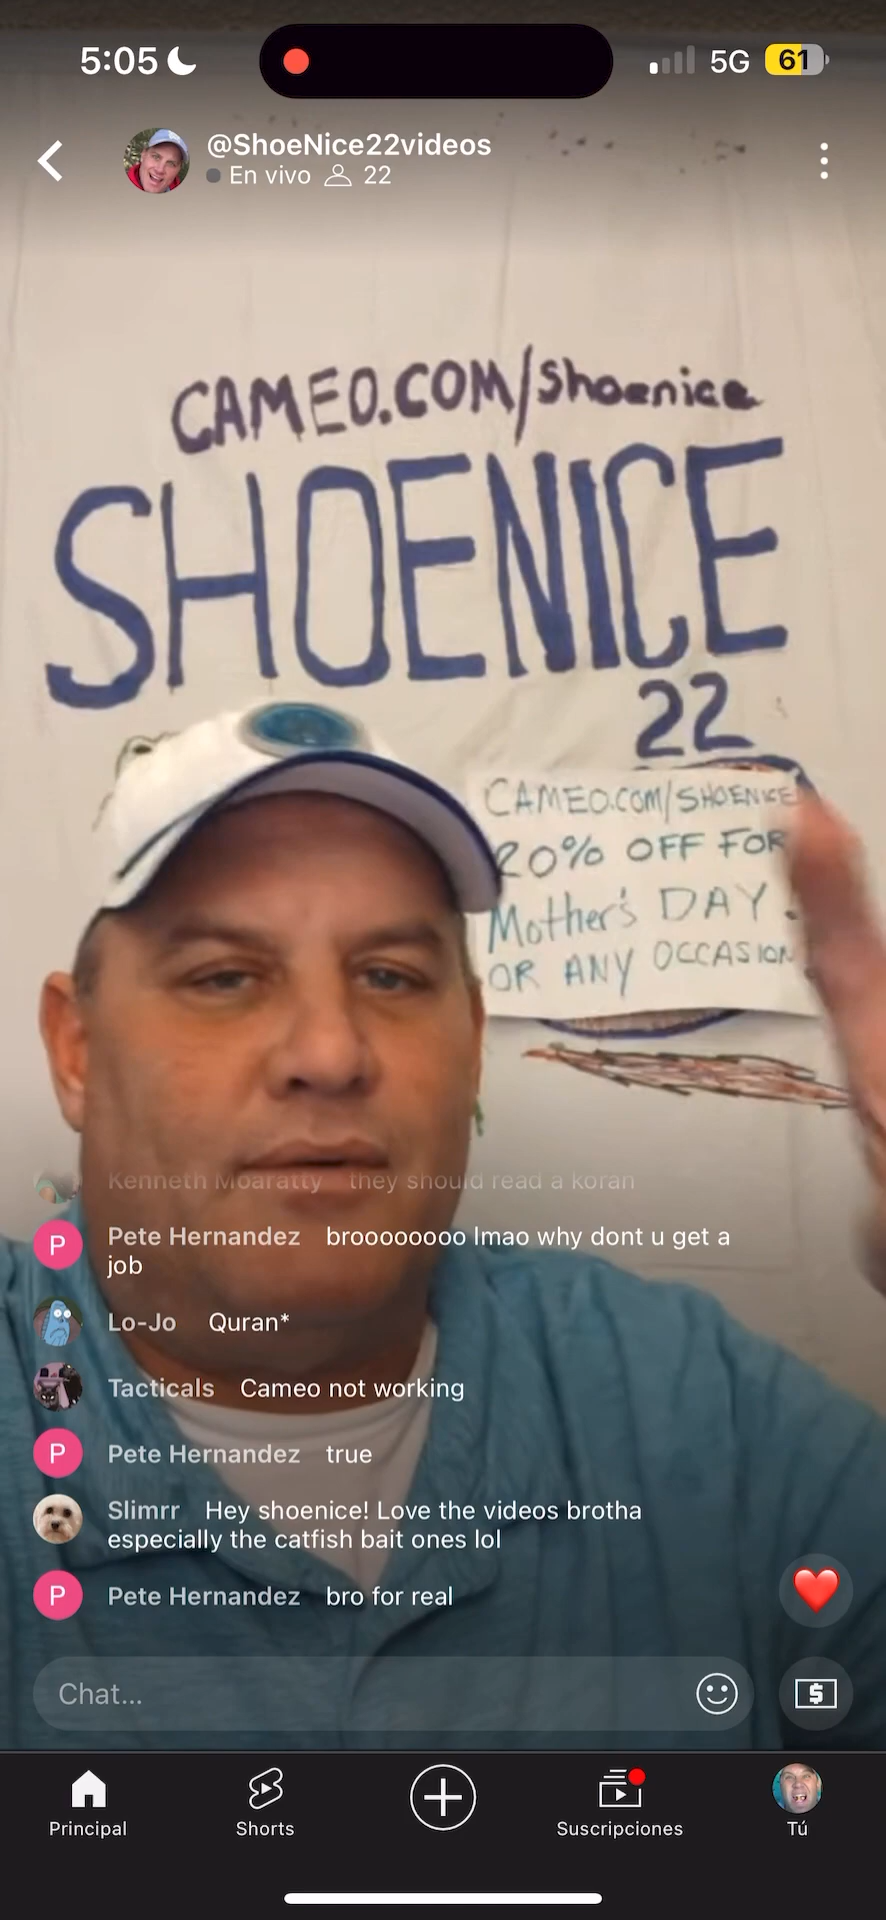 5:05
5G
61
@ShoeNice22videos
En vivo 22
CAMEO.COM/Shoenice
SHOENICE
22
CAMEO.COM/SHOENICE
20% OFF FOR
Mother's DAY.
OR ANY OCCASION
Kenneth Moaratty they should read a koran
Pete Hernandez broooooooo lmao why dont u get a
job
Lo-Jo Quran*
Tacticals Cameo not working
Pete Hernandez true
Slimrr Hey shoenice! Love the videos brotha
especially the catfish bait ones lol
Pete Hernandez bro for real
Chat...
Principal
Shorts
Suscripciones
Tú